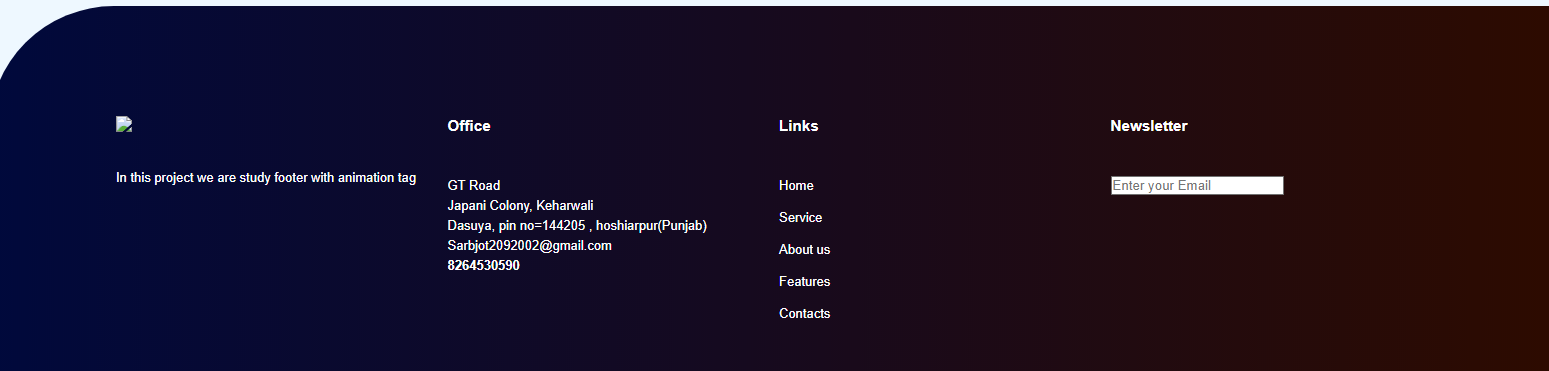 In this project we are study footer with animation tag
Office
GT Road
Japani Colony, Keharwali
Dasuya, pin no=144205 , hoshiarpur(Punjab)
Sarbjot2092002@gmail.com
8264530590
Links
Home
Service
About us
Features
Contacts
Newsletter
Enter your Email